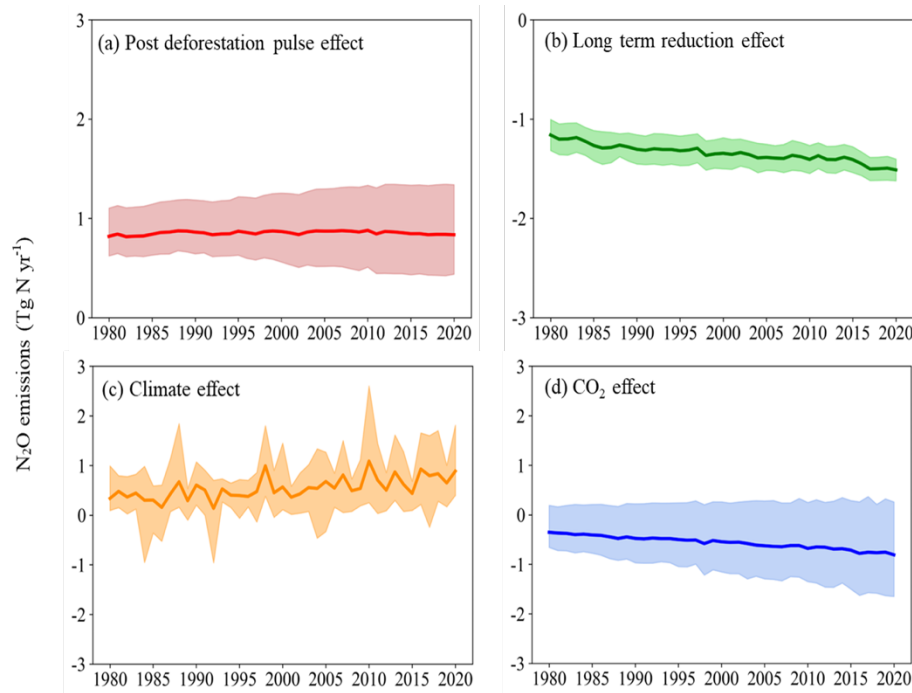 N₂O emissions (Tg N yr⁻¹)
(a) Post deforestation pulse effect
3
2
1
0
1980 1985 1990 1995 2000 2005 2010 2015 2020
(b) Long term reduction effect
0
-1
-2
-3
1980 1985 1990 1995 2000 2005 2010 2015 2020
(c) Climate effect
3
2
1
0
-1
-2
-3
1980 1985 1990 1995 2000 2005 2010 2015 2020
(d) CO₂ effect
3
2
1
0
-1
-2
-3
1980 1985 1990 1995 2000 2005 2010 2015 2020